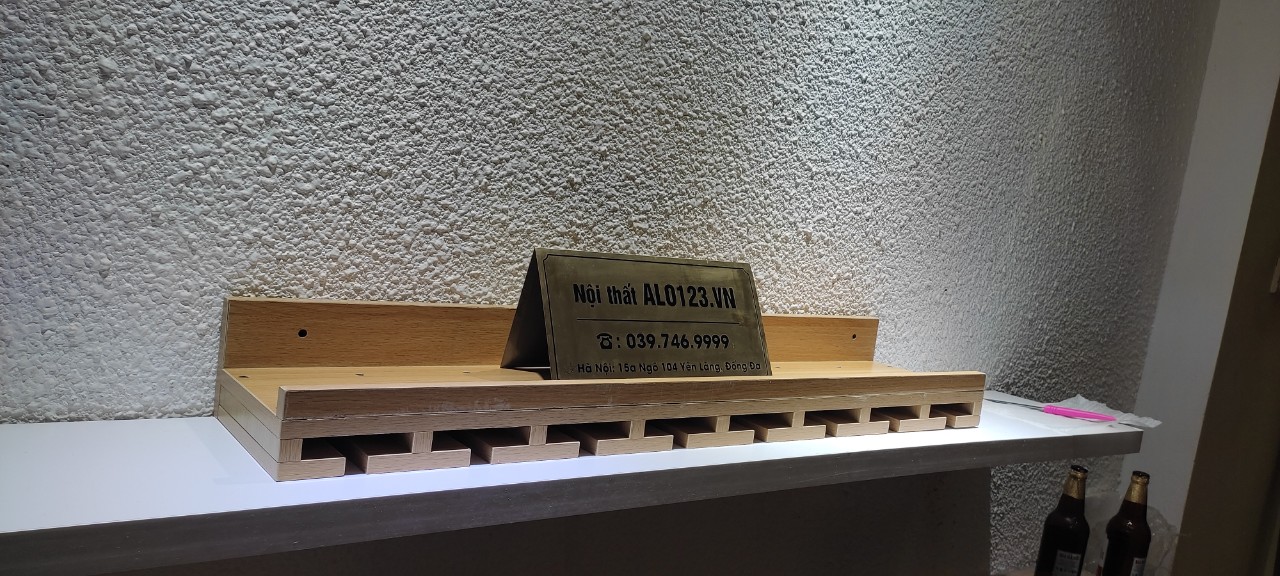 Nội thất ALO123.VN
☎: 039.746.9999
Hà Nội: 15a Ngõ 104 Yên Lãng, Đống Đa